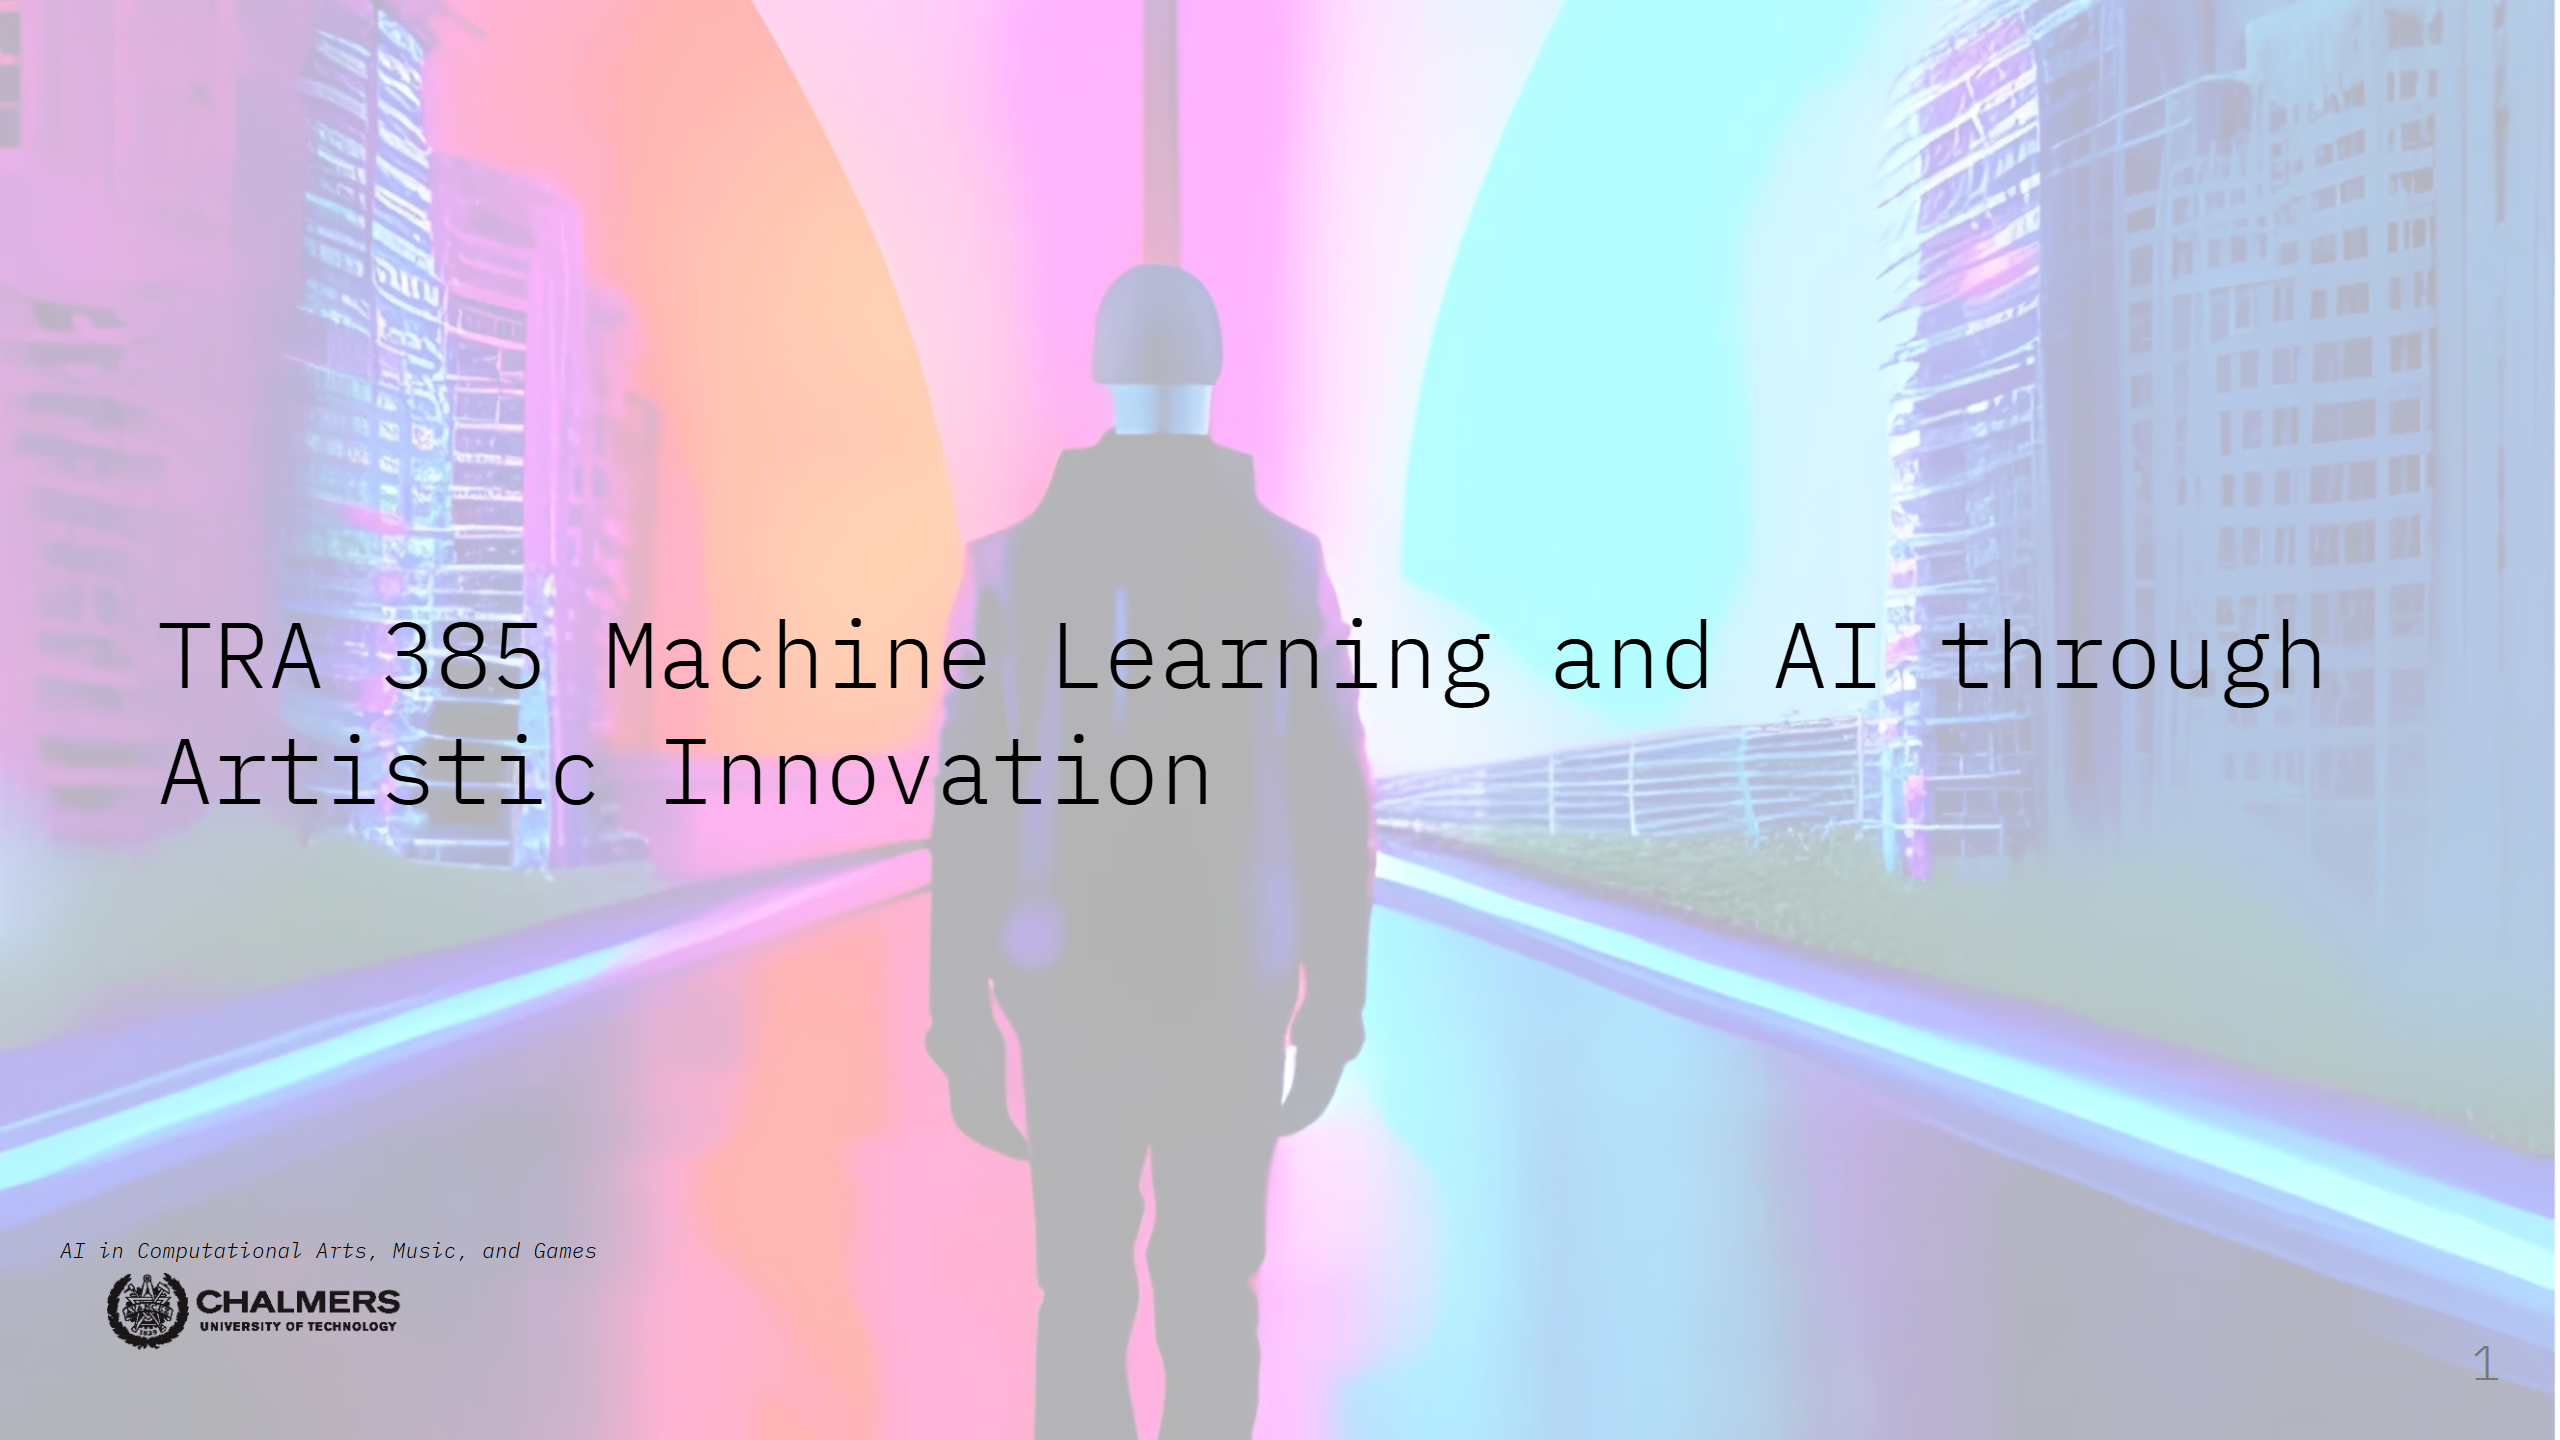 TRA 385 Machine Learning and AI through
Artistic Innovation
AI in Computational Arts, Music, and Games
CHALMERS
UNIVERSITY OF TECHNOLOGY
1